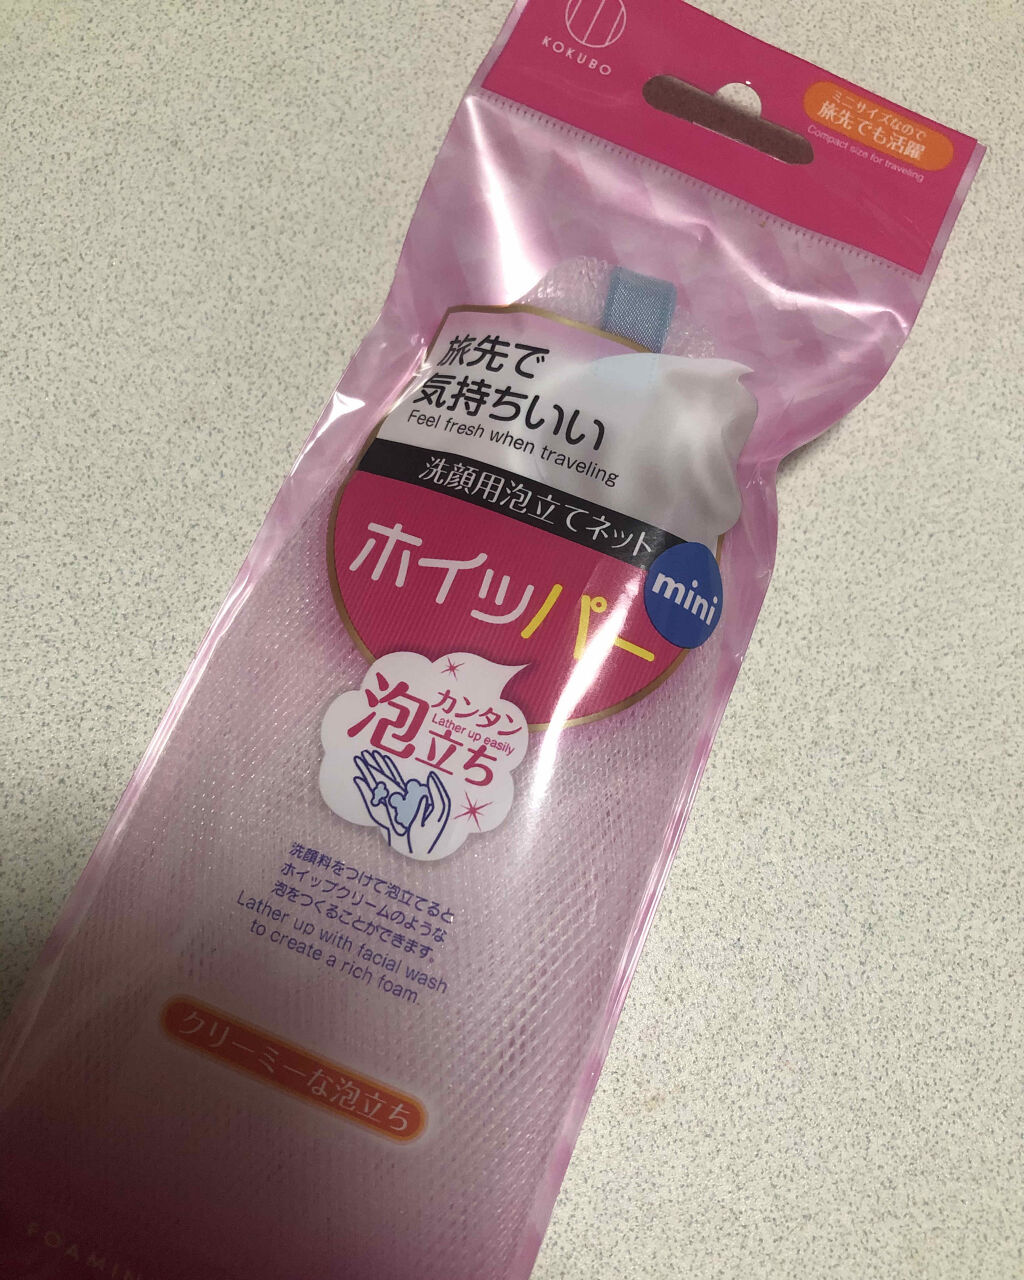 KOKUBO
ミニサイズなので
旅先でも活躍
Compact size for traveling
旅先で
気持ちいい
Feel fresh when traveling
洗顔用泡立てネット
ホイッパー
mini
カンタン
Lather up easily
泡立ち
洗顔料をつけて泡立てると
ホイップクリームのような
泡をつくることができます。
Lather up with facial wash
to create a rich foam.
クリーミーな泡立ち